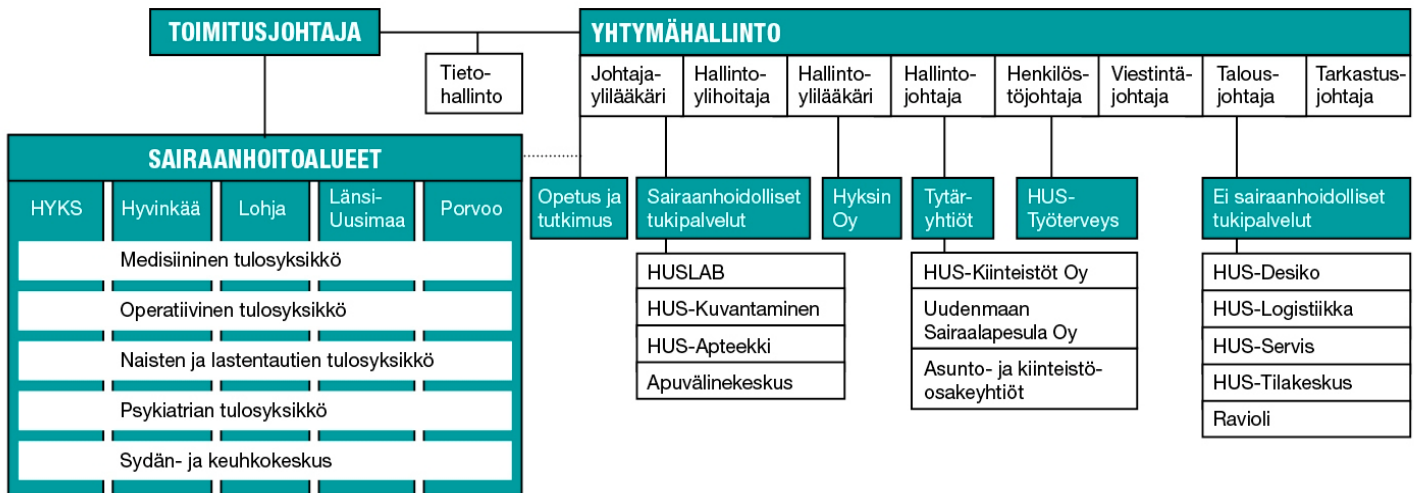 TOIMITUSJOHTAJA
YHTYMÄHALLINTO
Tieto-
hallinto
Johtaja-
ylilääkäri
Hallinto-
ylihoitaja
Hallinto-
ylilääkäri
Hallinto-
johtaja
Henkilös-
töjohtaja
Viestintä-
johtaja
Talous-
johtaja
Tarkastus-
johtaja
SAIRAANHOITOALUEET
HYKS
Hyvinkää
Lohja
Länsi-
Uusimaa
Porvoo
Medisiininen tulosyksikkö
Operatiivinen tulosyksikkö
Naisten ja lastentautien tulosyksikkö
Psykiatrian tulosyksikkö
Sydän- ja keuhkokeskus
Opetus ja
tutkimus
Sairaanhoidolliset
tukipalvelut
HUSLAB
HUS-Kuvantaminen
HUS-Apteekki
Apuvälinekeskus
Hyksin
Oy
Tytär-
yhtiöt
HUS-Kiinteistöt Oy
Uudenmaan
Sairaalapesula Oy
Asunto- ja kiinteistö-
osakeyhtiöt
HUS-
Työterveys
Ei sairaanhoidolliset
tukipalvelut
HUS-Desiko
HUS-Logistiikka
HUS-Servis
HUS-Tilakeskus
Ravioli